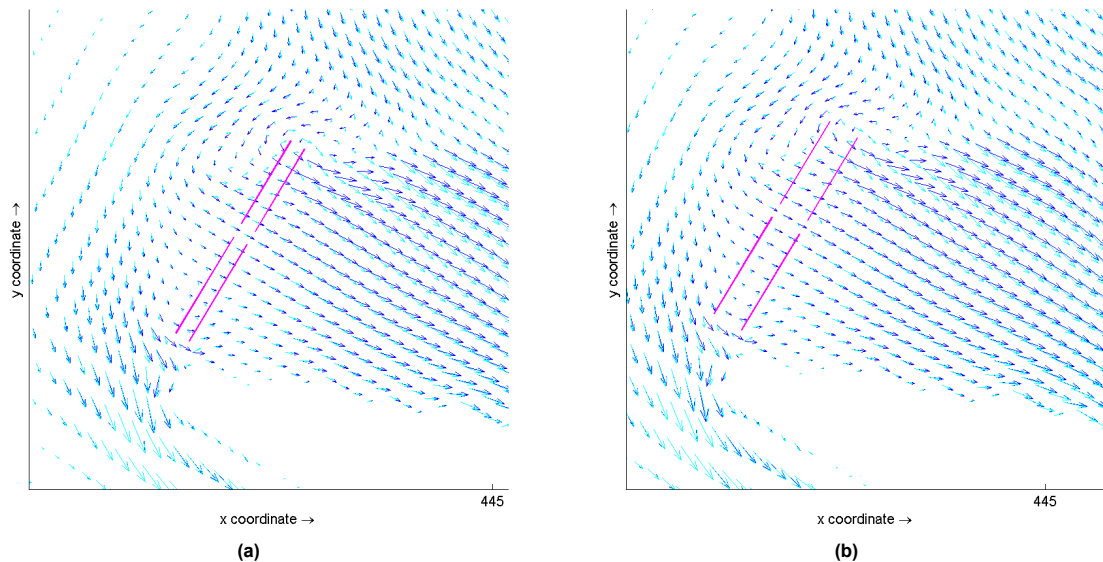 y coordinate →
445
x coordinate →
(a)
y coordinate →
445
x coordinate →
(b)